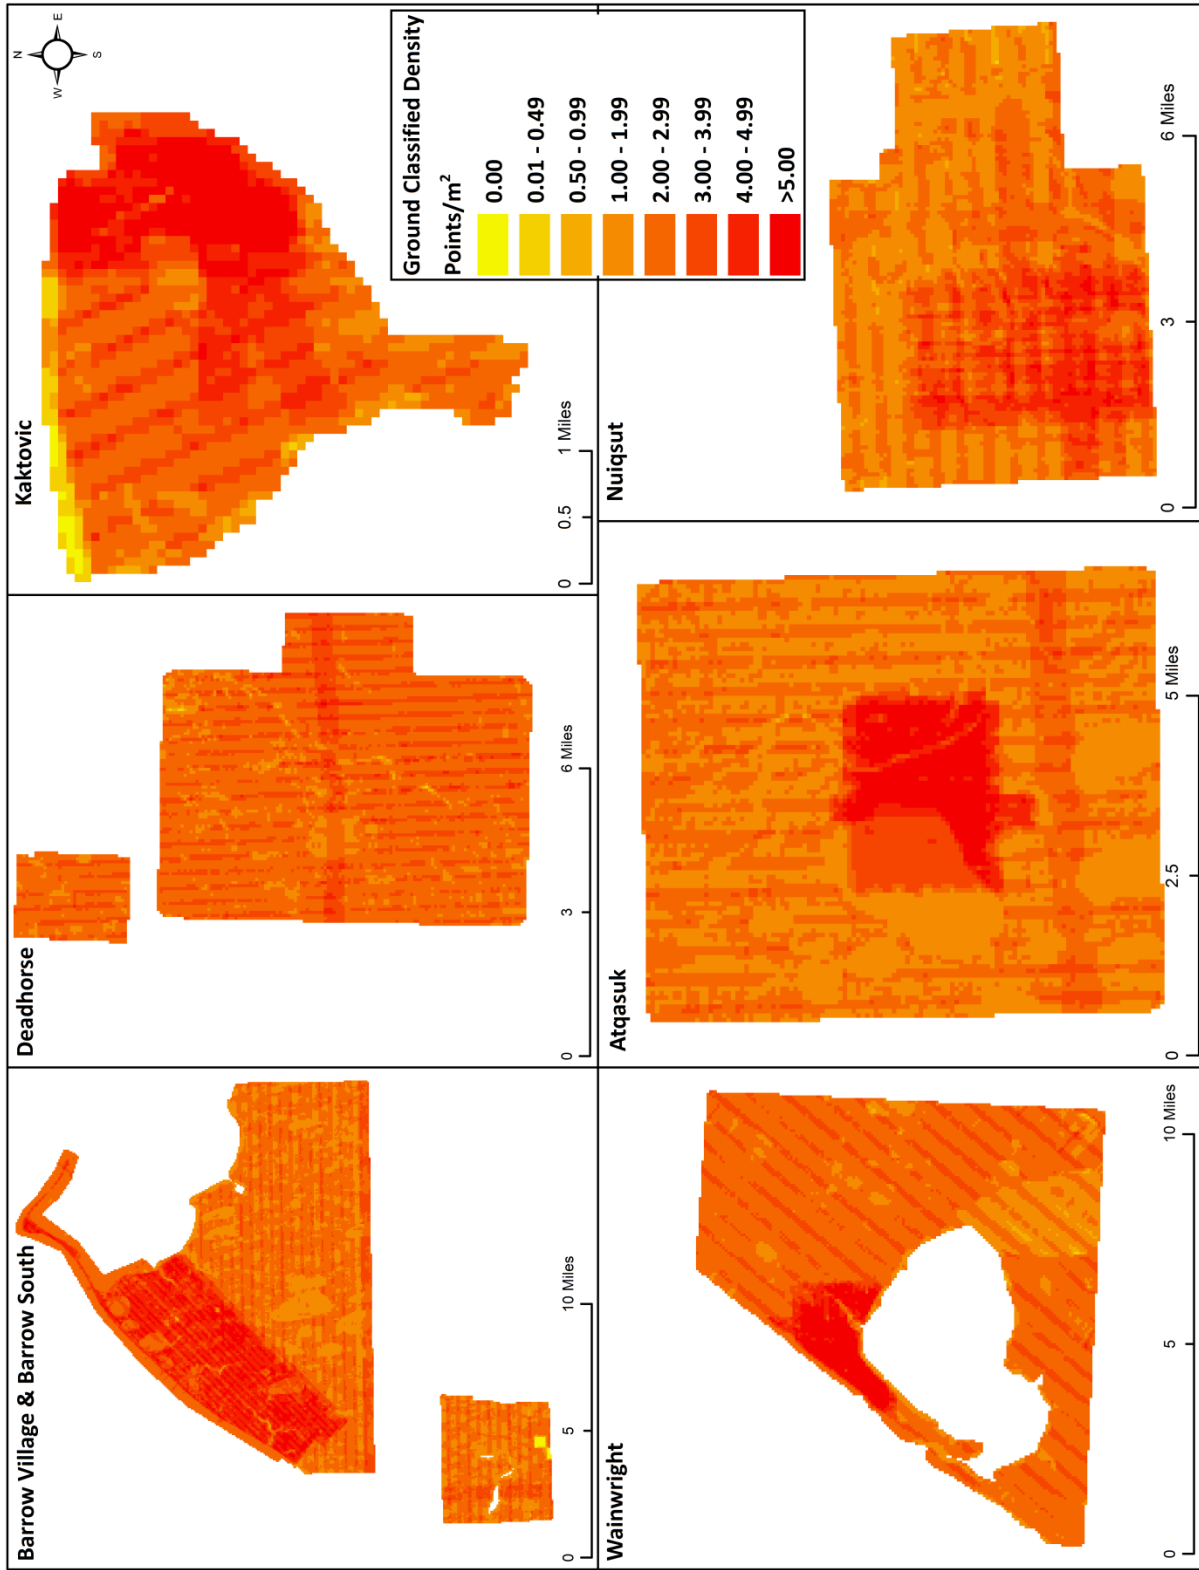 Barrow Village & Barrow South
0
5
10 Miles
Deadhorse
0
3
6 Miles
Kaktovic
0
0.5
1 Miles
N
W
E
S
Ground Classified Density
Points/m²
0.00
0.01 - 0.49
0.50 - 0.99
1.00 - 1.99
2.00 - 2.99
3.00 - 3.99
4.00 - 4.99
>5.00
Wainwright
0
5
10 Miles
Atqasuk
0
2.5
5 Miles
Nuiqsut
0
3
6 Miles